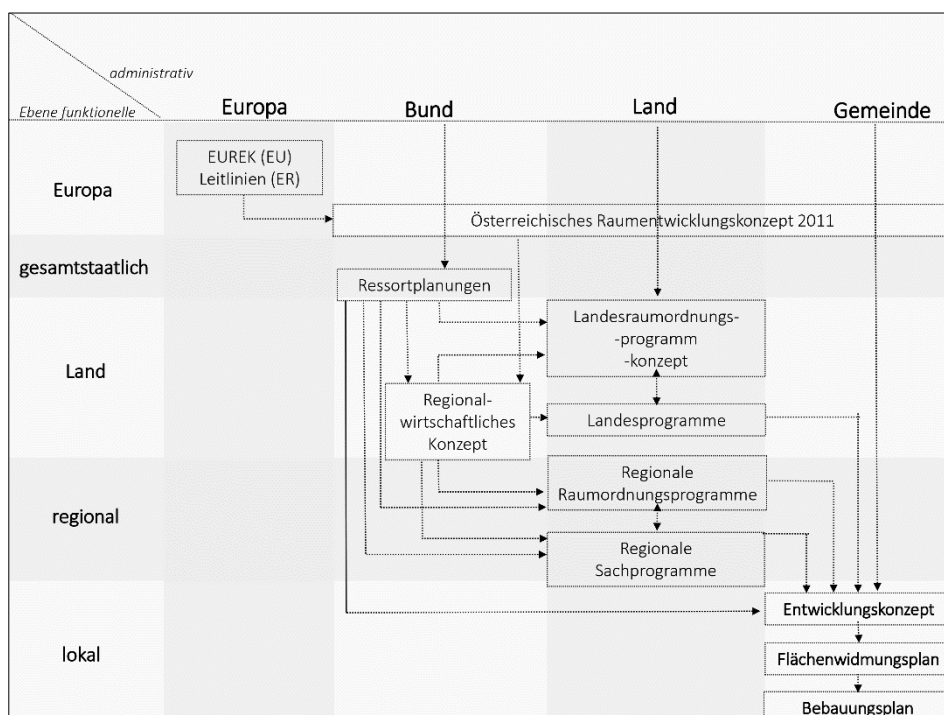 administrativ
Ebene funktionelle
Europa
Bund
Land
Gemeinde
Europa
EUREK (EU)
Leitlinien (ER)
Österreichisches Raumentwicklungskonzept 2011
gesamtstaatlich
Ressortplanungen
Land
Landesraumordnungs-
-programm
-konzept
Regional-
wirtschaftliches
Konzept
Landesprogramme
regional
Regionale
Raumordnungsprogramme
Regionale
Sachprogramme
lokal
Entwicklungskonzept
Flächenwidmungsplan
Bebauungsplan